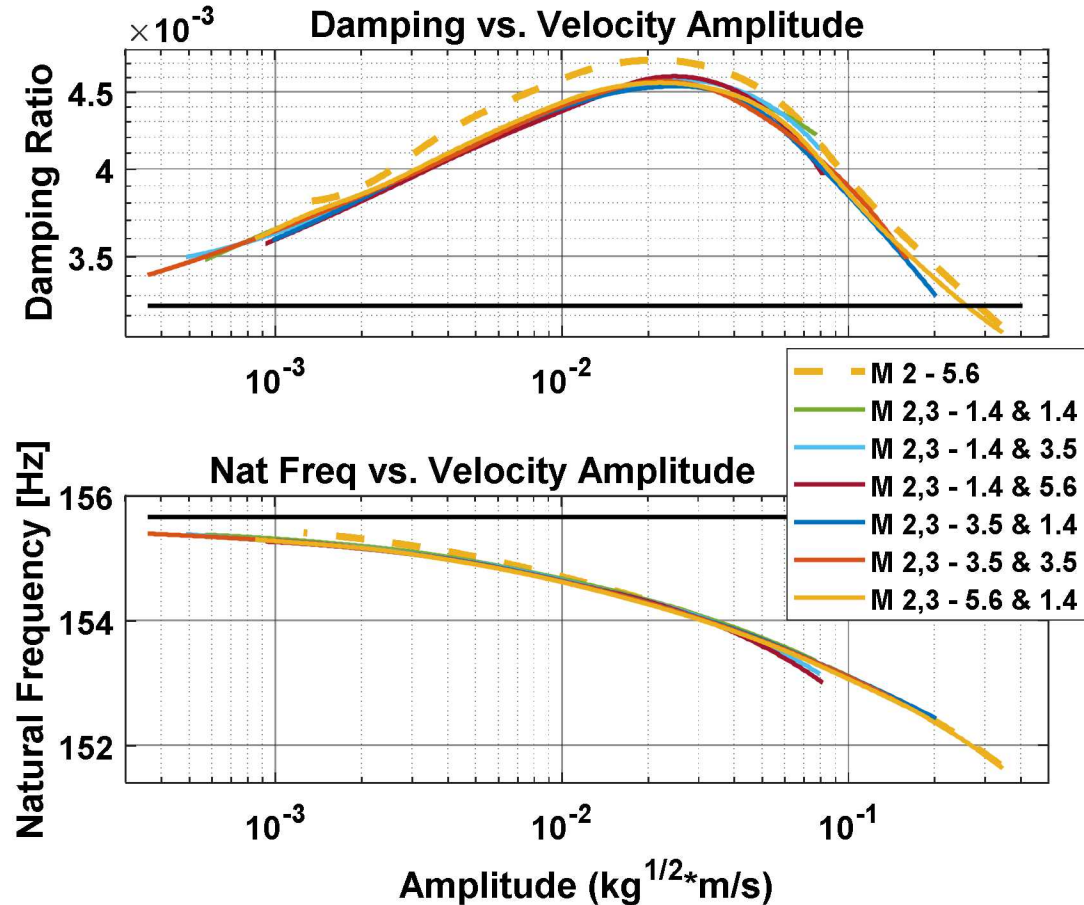 × 10^-3
Damping vs. Velocity Amplitude
Damping Ratio
4.5
4
3.5
10^-3
10^-2
M 2 - 5.6
M 2,3 - 1.4 & 1.4
M 2,3 - 1.4 & 3.5
M 2,3 - 1.4 & 5.6
M 2,3 - 3.5 & 1.4
M 2,3 - 3.5 & 3.5
M 2,3 - 5.6 & 1.4
Nat Freq vs. Velocity Amplitude
Natural Frequency [Hz]
156
154
152
10^-3
10^-2
10^-1
Amplitude (kg^1/2*m/s)